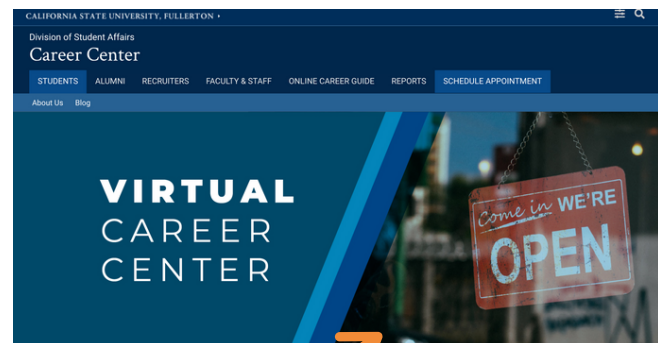 CALIFORNIA STATE UNIVERSITY, FULLERTON
Division of Student Affairs
Career Center
STUDENTS ALUMNI RECRUITERS FACULTY & STAFF ONLINE CAREER GUIDE REPORTS SCHEDULE APPOINTMENT
About Us Blog
VIRTUAL
CAREER
CENTER
come in WE'RE
OPEN